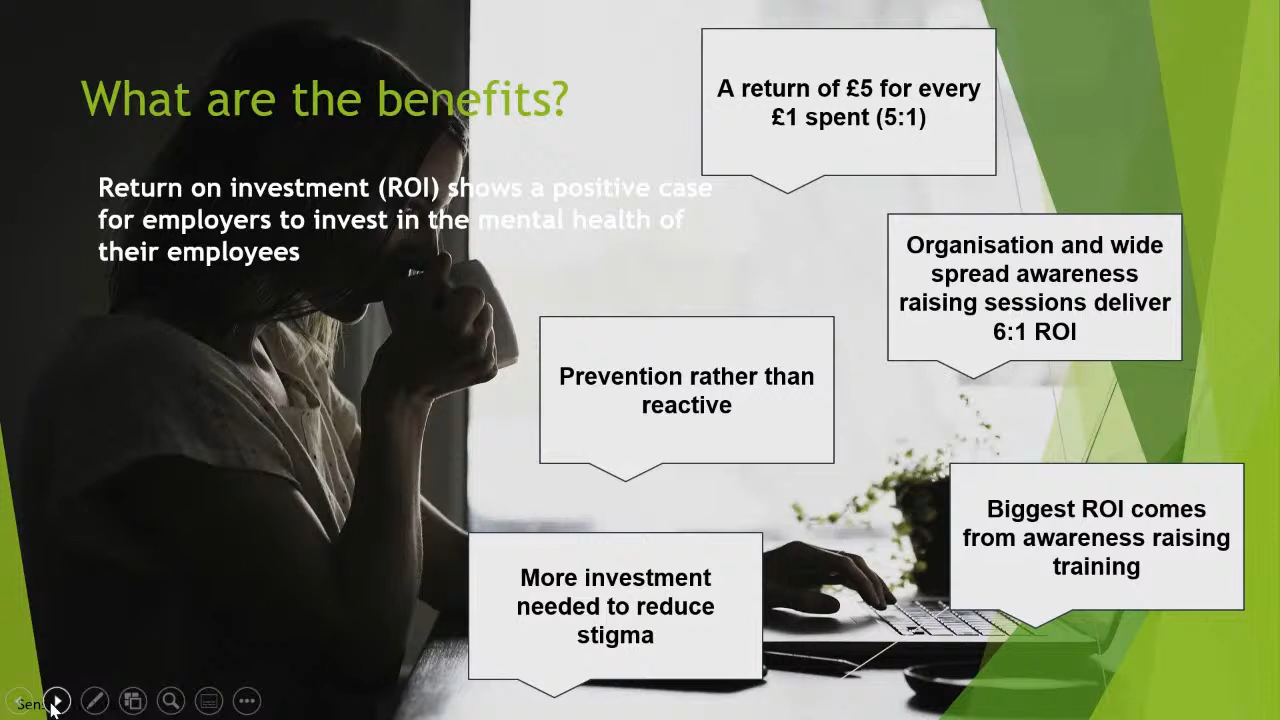 What are the benefits?
Return on investment (ROI) shows a positive case
for employers to invest in the mental health of
their employees
A return of £5 for every
£1 spent (5:1)
Organisation and wide
spread awareness
raising sessions deliver
6:1 ROI
Prevention rather than
reactive
Biggest ROI comes
from awareness raising
training
More investment
needed to reduce
stigma